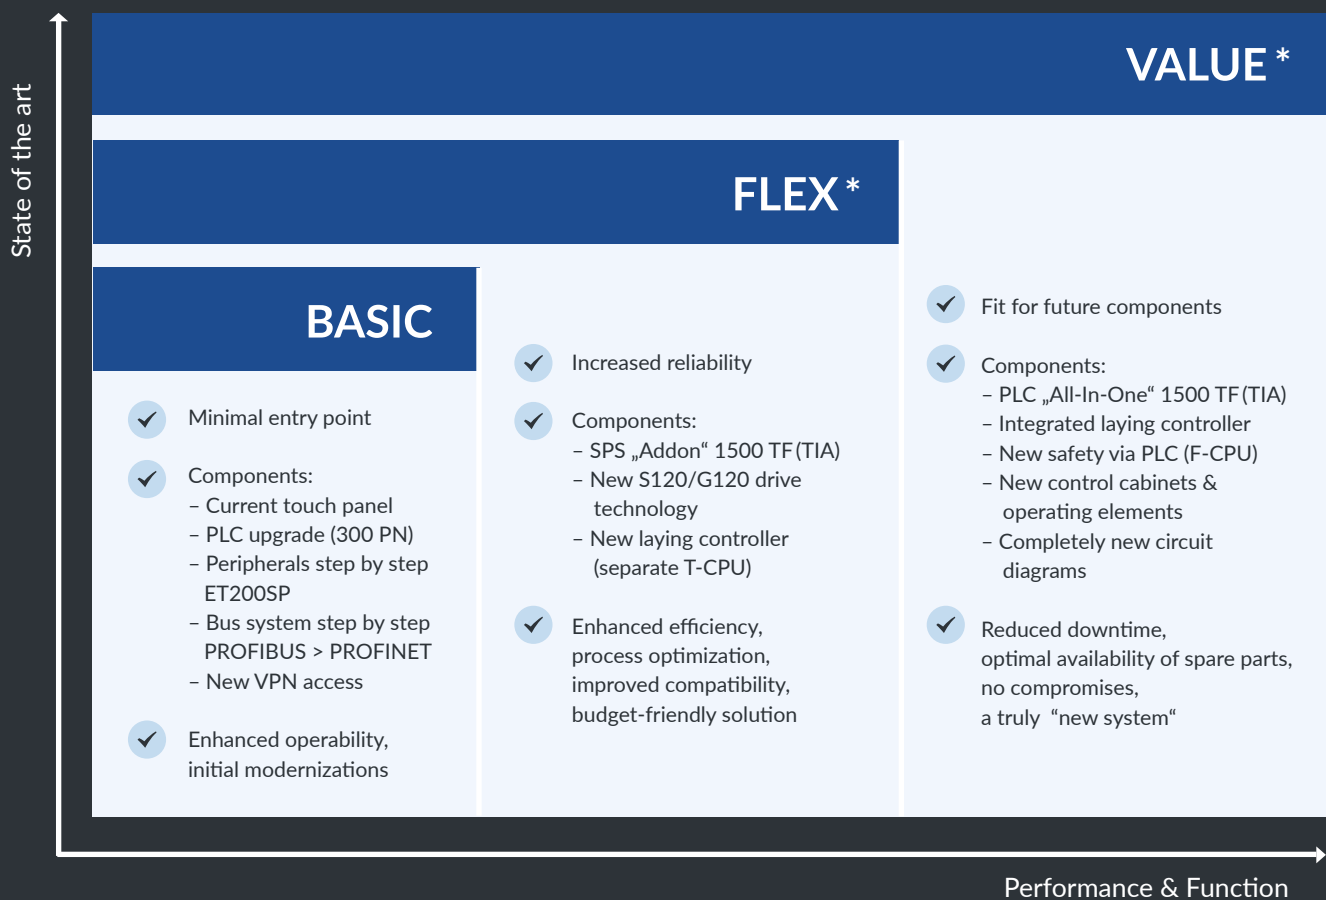 State of the art
VALUE *
FLEX *
BASIC
Minimal entry point
Components:
– Current touch panel
– PLC upgrade (300 PN)
– Peripherals step by step
ET200SP
– Bus system step by step
PROFIBUS > PROFINET
– New VPN access
Enhanced operability,
initial modernizations
Increased reliability
Components:
– SPS „Addon“ 1500 TF (TIA)
– New S120/G120 drive
technology
– New laying controller
(separate T-CPU)
Enhanced efficiency,
process optimization,
improved compatibility,
budget-friendly solution
Fit for future components
Components:
– PLC „All-In-One“ 1500 TF (TIA)
– Integrated laying controller
– New safety via PLC (F-CPU)
– New control cabinets &
operating elements
– Completely new circuit
diagrams
Reduced downtime,
optimal availability of spare parts,
no compromises,
a truly “new system“
Performance & Function